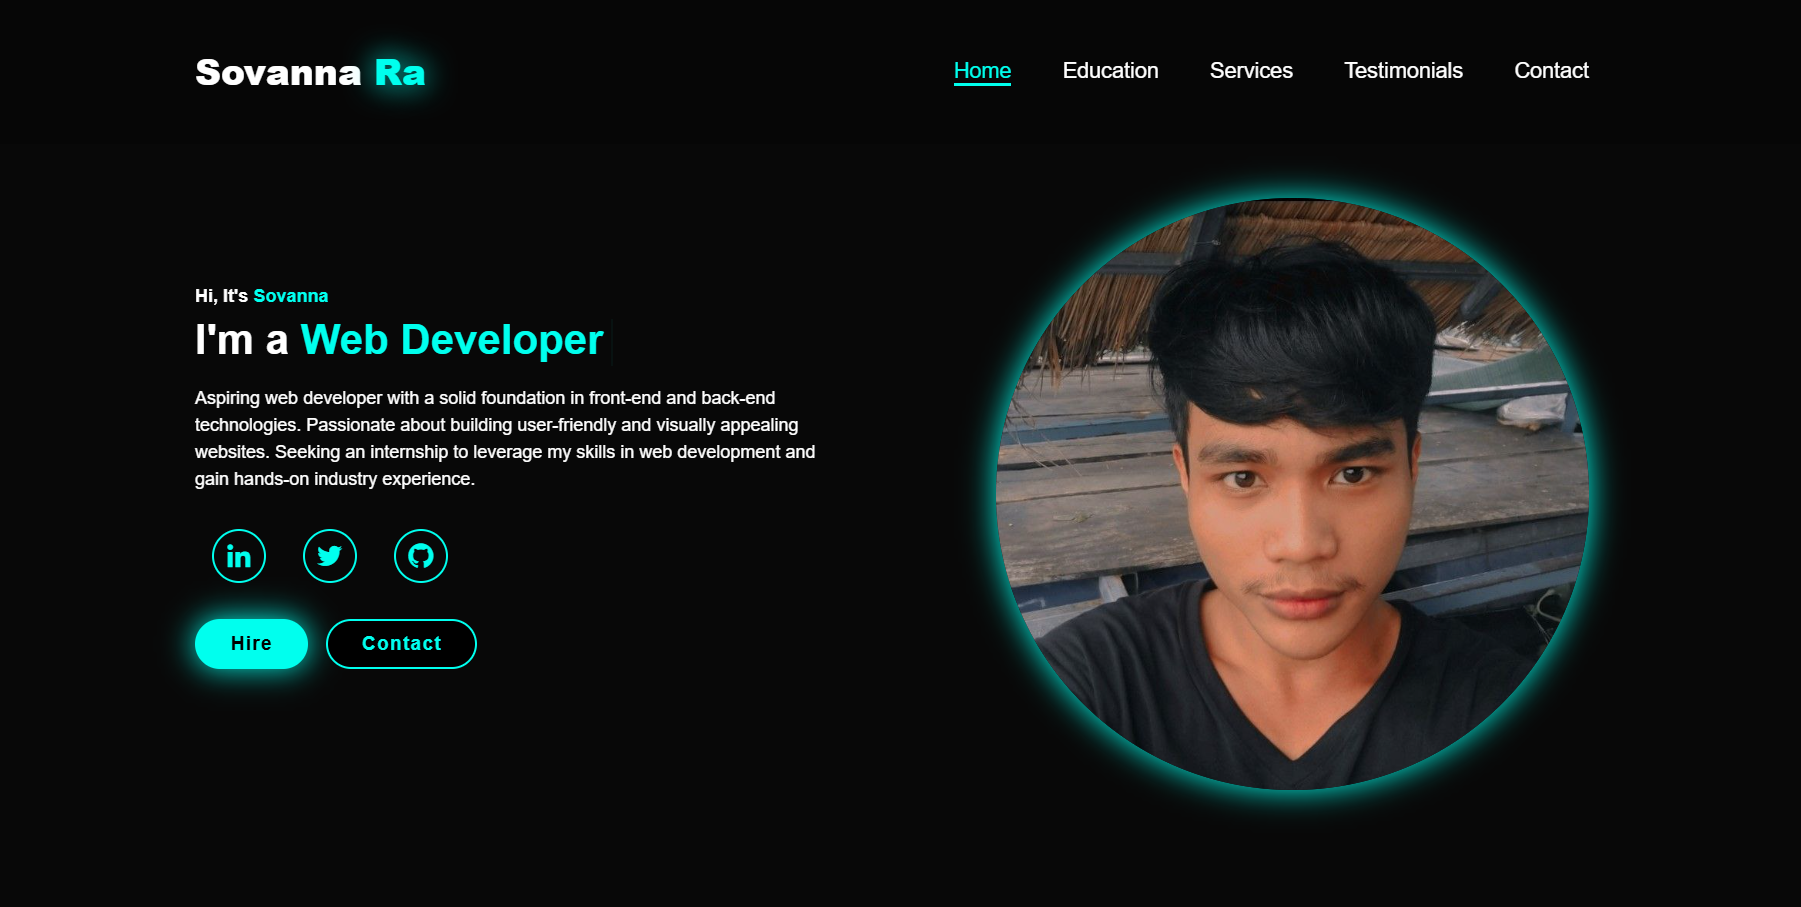 Sovanna Ra
Home Education Services Testimonials Contact
Hi, It's Sovanna
I'm a Web Developer
Aspiring web developer with a solid foundation in front-end and back-end
technologies. Passionate about building user-friendly and visually appealing
websites. Seeking an internship to leverage my skills in web development and
gain hands-on industry experience.
in
Hire Contact